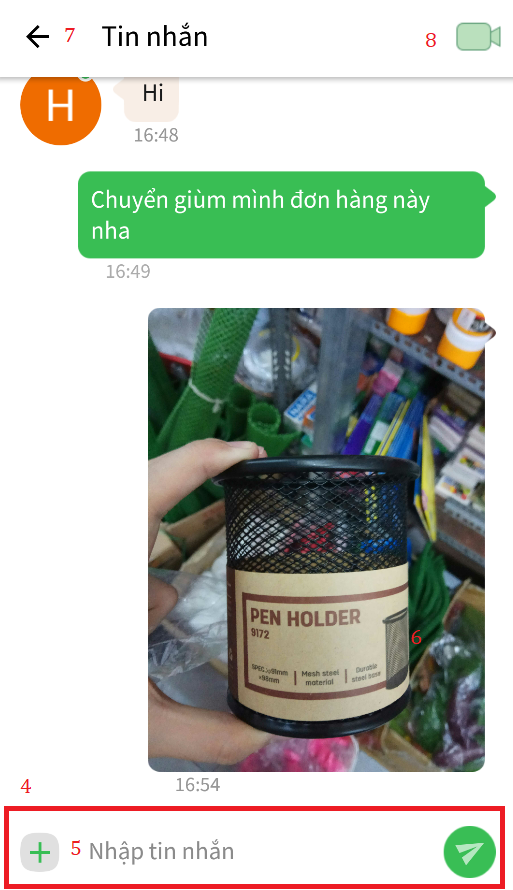 7 Tin nhắn 8
H
Hi
16:48
Chuyển giùm mình đơn hàng này
nha
16:49
PEN HOLDER
9172
6
Mesh steel
material
Durable
steel base
16:54
4
5 Nhập tin nhắn